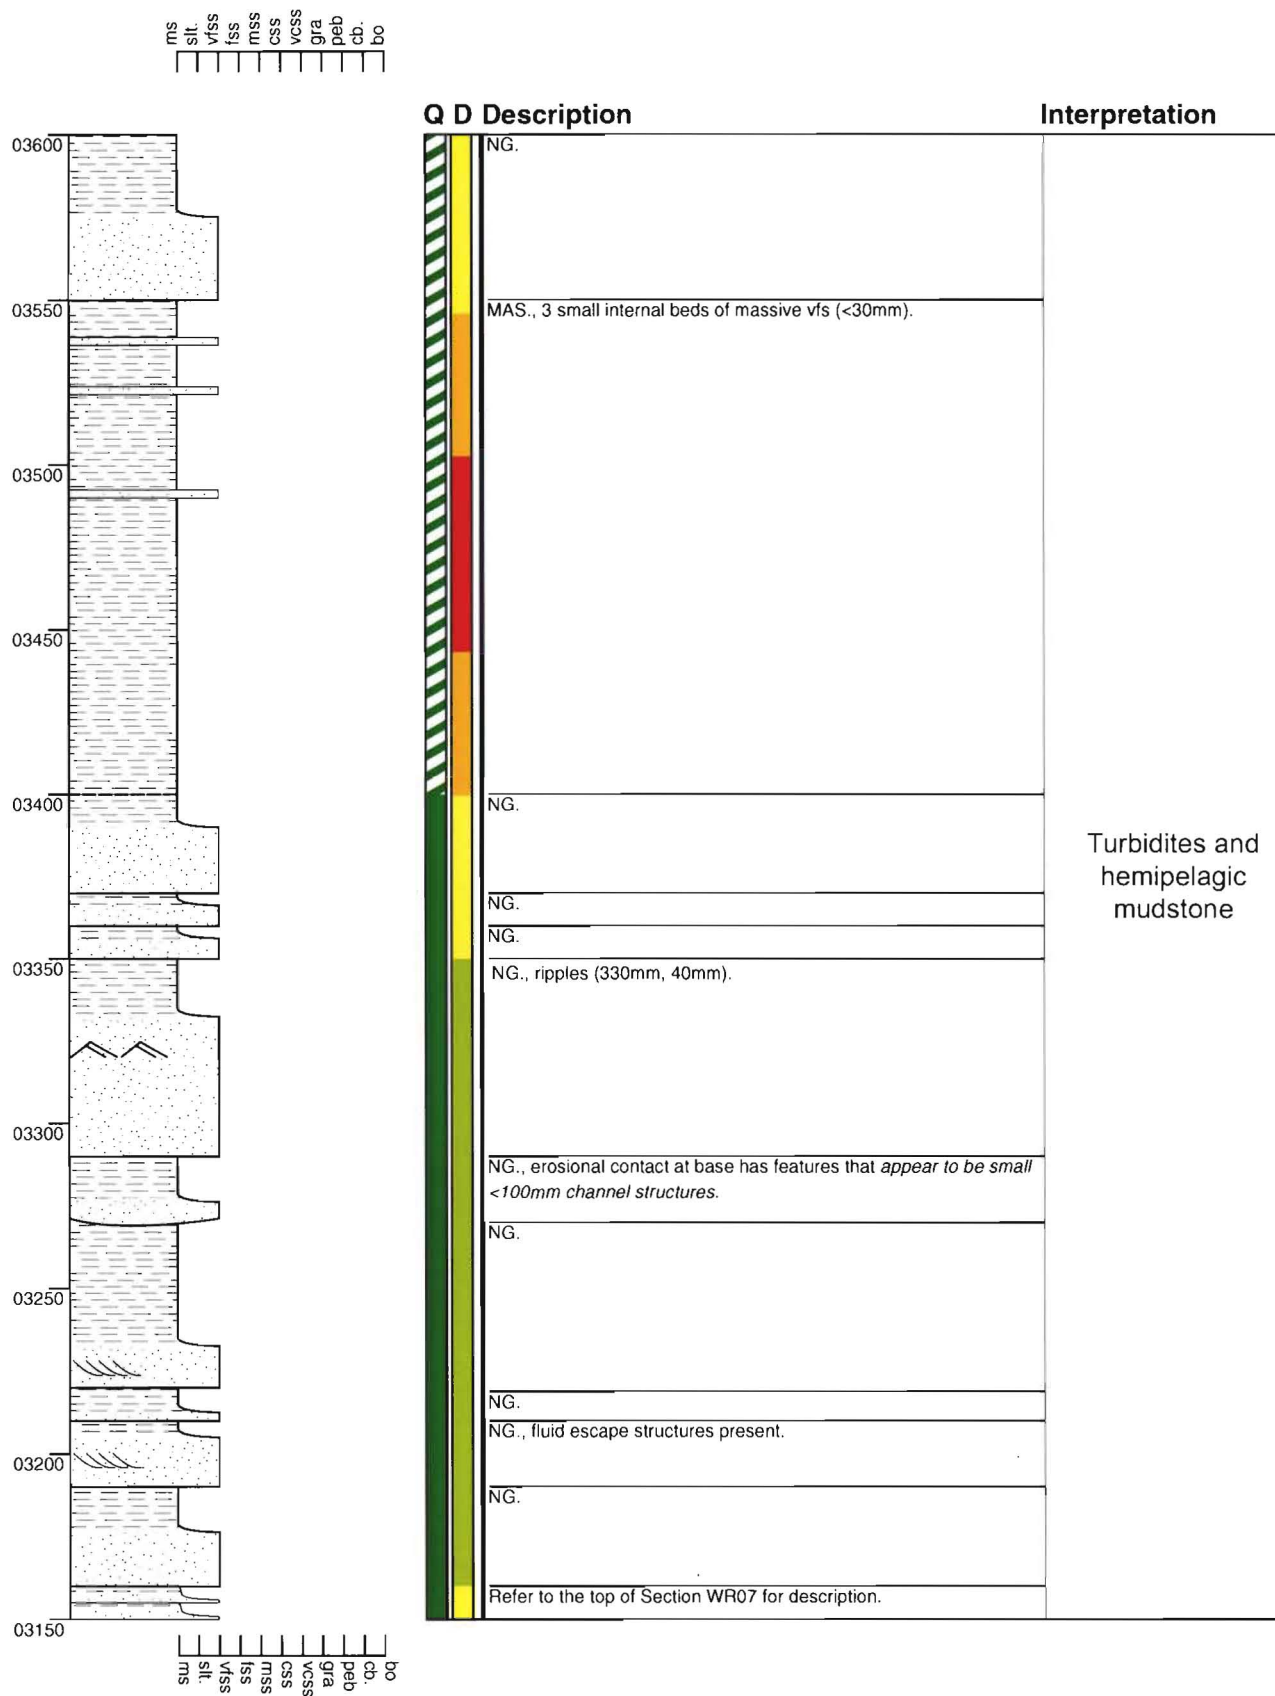 ms slt. vfss fss mss css vcss gra peb cb. bo
Q D Description Interpretation
03600
NG.
03550
MAS., 3 small internal beds of massive vfs (<30mm).
03500
03450
03400
NG.
Turbidites and
hemipelagic
mudstone
NG.
NG.
03350
NG., ripples (330mm, 40mm).
03300
NG., erosional contact at base has features that appear to be small
<100mm channel structures.
NG.
03250
NG.
NG., fluid escape structures present.
03200
NG.
Refer to the top of Section WR07 for description.
03150
ms slt. vfss fss mss css vcss gra peb cb. bo